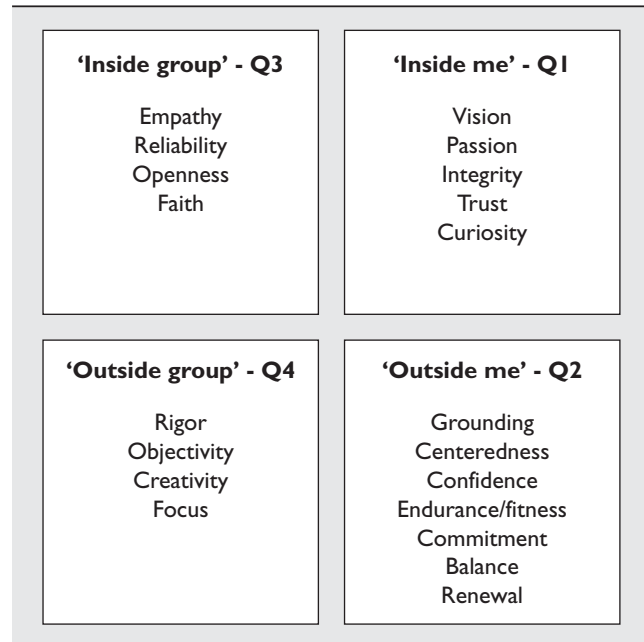 ‘Inside group’ - Q3
Empathy
Reliability
Openness
Faith
‘Inside me’ - Q1
Vision
Passion
Integrity
Trust
Curiosity
‘Outside group’ - Q4
Rigor
Objectivity
Creativity
Focus
‘Outside me’ - Q2
Grounding
Centeredness
Confidence
Endurance/fitness
Commitment
Balance
Renewal